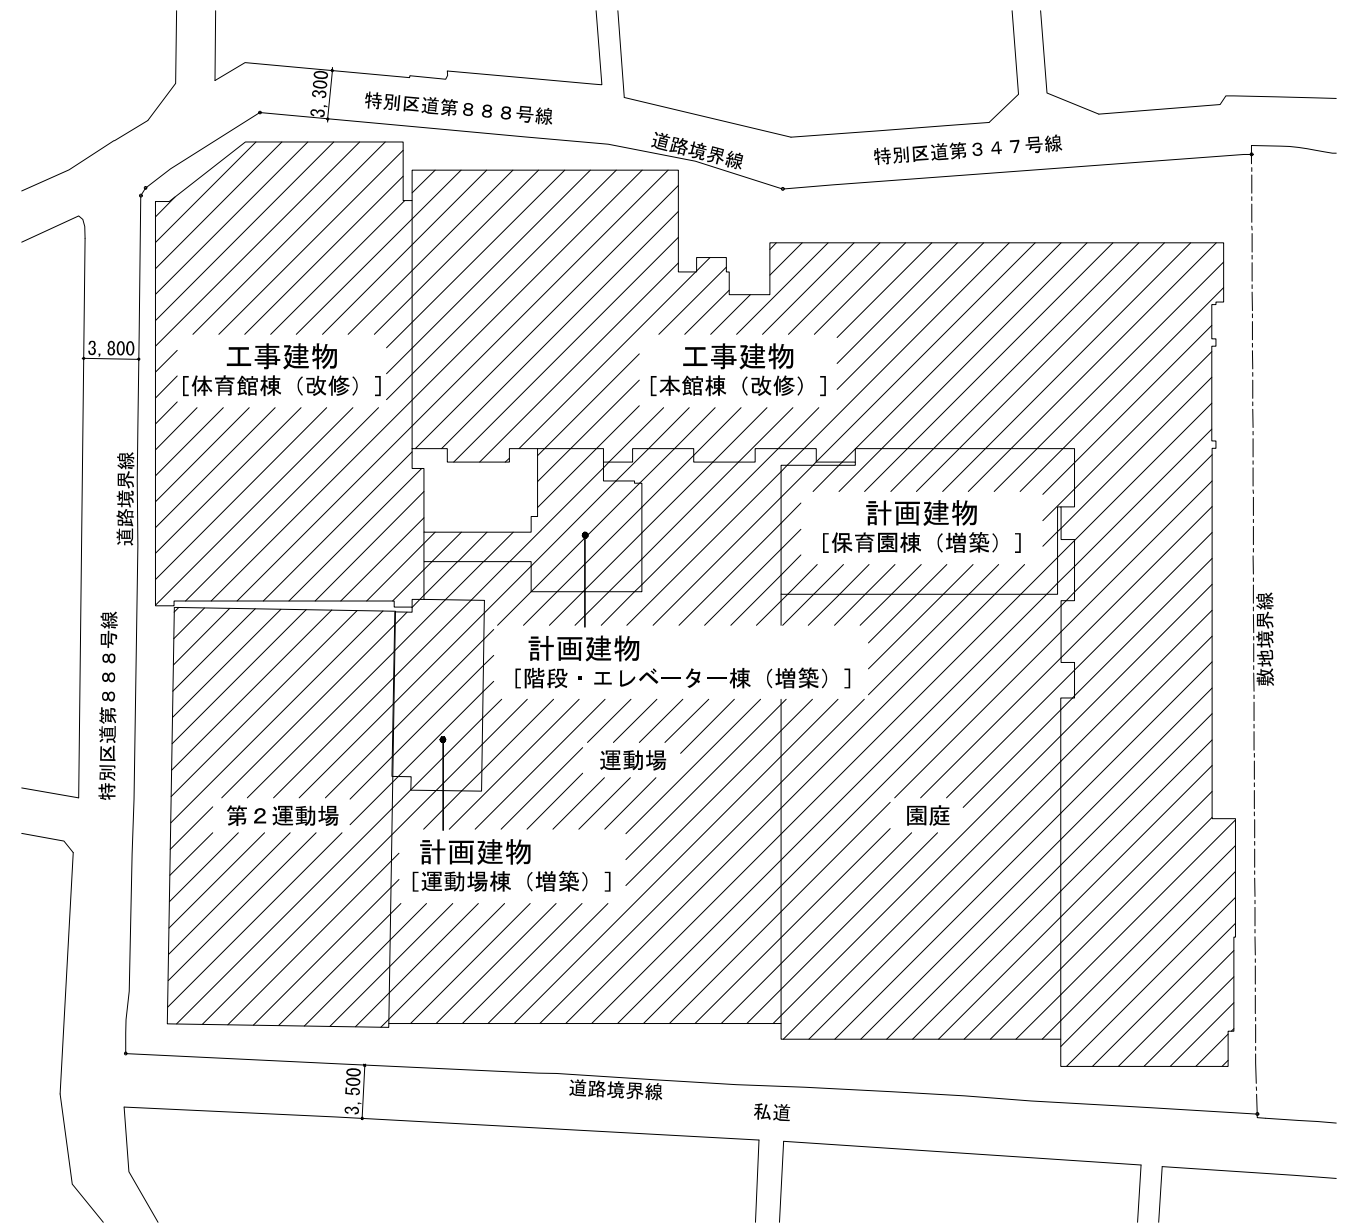 3,300
特別区道第８８８号線
道路境界線
特別区道第３４７号線
3,800
工事建物
［体育館棟（改修）］
工事建物
［本館棟（改修）］
道路境界線
計画建物
［保育園棟（増築）］
特別区道第８８８号線
敷地境界線
計画建物
［階段・エレベーター棟（増築）］
運動場
第２運動場
園庭
計画建物
［運動場棟（増築）］
3,500
道路境界線
私道